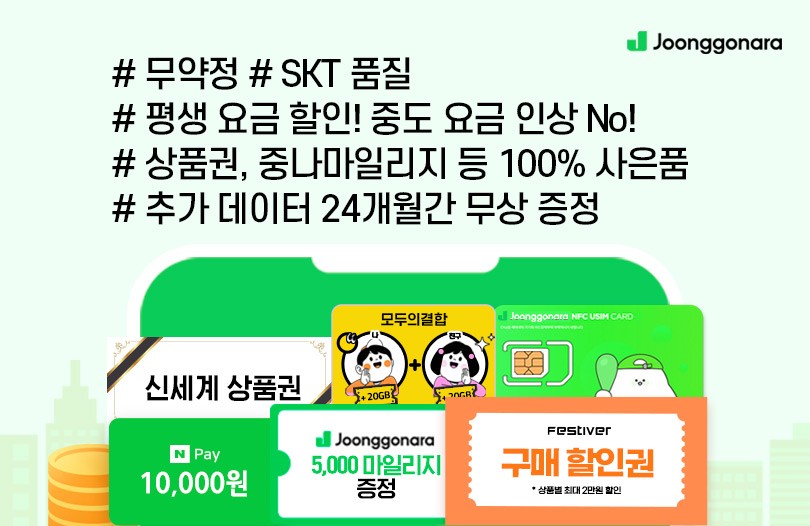 Joonggonara
# 무약정 # SKT 품질
# 평생 요금 할인! 중도 요금 인상 No!
# 상품권, 중나마일리지 등 100% 사은품
# 추가 데이터 24개월간 무상 증정
모두의결합
나
친구
+
+ 20GB
+ 20GB
Joonggonara NFC USIM CARD
신세계 상품권
N Pay
10,000원
Joonggonara
5,000 마일리지
증정
FESTIVER
구매 할인권
* 상품별 최대 2만원 할인